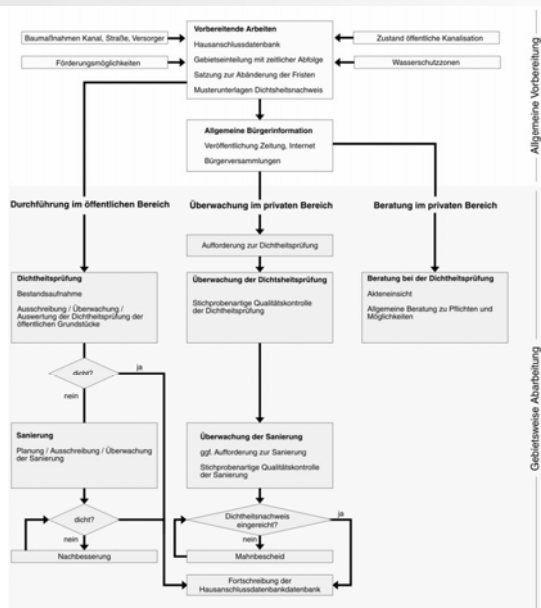 Vorbereitende Arbeiten
Hausanschlussdatenbank
Gebietseinteilung mit zeitlicher Abfolge
Satzung zur Abänderung der Fristen
Musterunterlagen Dichtsheitsnachweis
Baumaßnahmen Kanal, Straße, Versorger
Förderungsmöglichkeiten
Zustand öffentliche Kanalisation
Wasserschutzzonen
Allgemeine Vorbereitung
Allgemeine Bürgerinformation
Veröffentlichung Zeitung, Internet
Bürgerversammlungen
Durchführung im öffentlichen Bereich
Überwachung im privaten Bereich
Beratung im privaten Bereich
Aufforderung zur Dichtheitsprüfung
Dichtheitsprüfung
Bestandsaufnahme
Ausschreibung / Überwachung /
Auswertung der Dichtheitsprüfung der
öffentlichen Grundstücke
Überwachung der Dichtsheitsprüfung
Stichprobenartige Qualitätskontrolle
der Dichtheitsprüfung
Beratung bei der Dichtheitsprüfung
Akteneinsicht
Allgemeine Beratung zu Pflichten und
Möglichkeiten
Gebietsweise Abarbeitung
dicht?
ja
nein
Sanierung
Planung / Ausschreibung / Überwachung
der Sanierung
Überwachung der Sanierung
ggf. Aufforderung zur Sanierung
Stichprobenartige Qualitätskontrolle
der Sanierung
dicht?
nein
Nachbesserung
Dichtheitsnachweis
eingereicht?
ja
nein
Mahnbescheid
Fortschreibung der
Hausanschlussdatenbankdatenbank